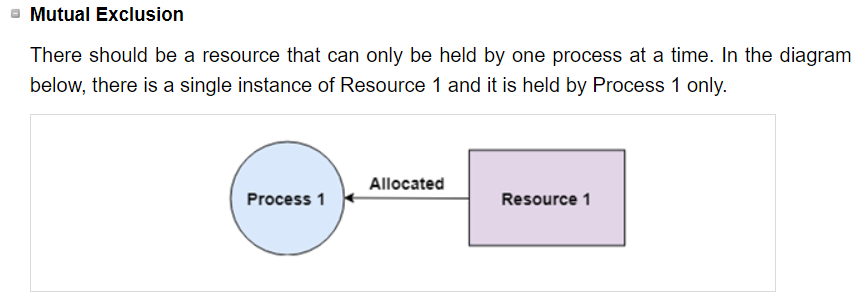 Mutual Exclusion
There should be a resource that can only be held by one process at a time. In the diagram
below, there is a single instance of Resource 1 and it is held by Process 1 only.
Allocated
Process 1
Resource 1